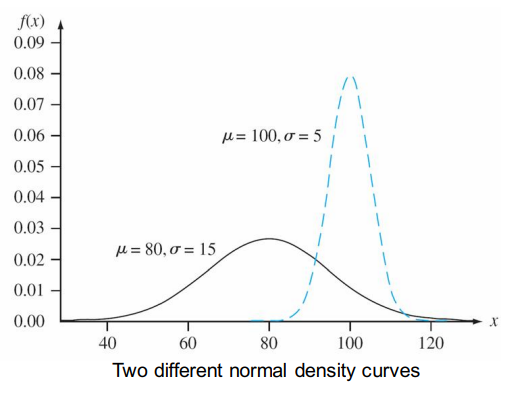 f(x)
0.09
0.08
0.07
0.06
μ = 100, σ = 5
0.05
0.04
0.03
μ = 80, σ = 15
0.02
0.01
0.00
x
40 60 80 100 120
Two different normal density curves